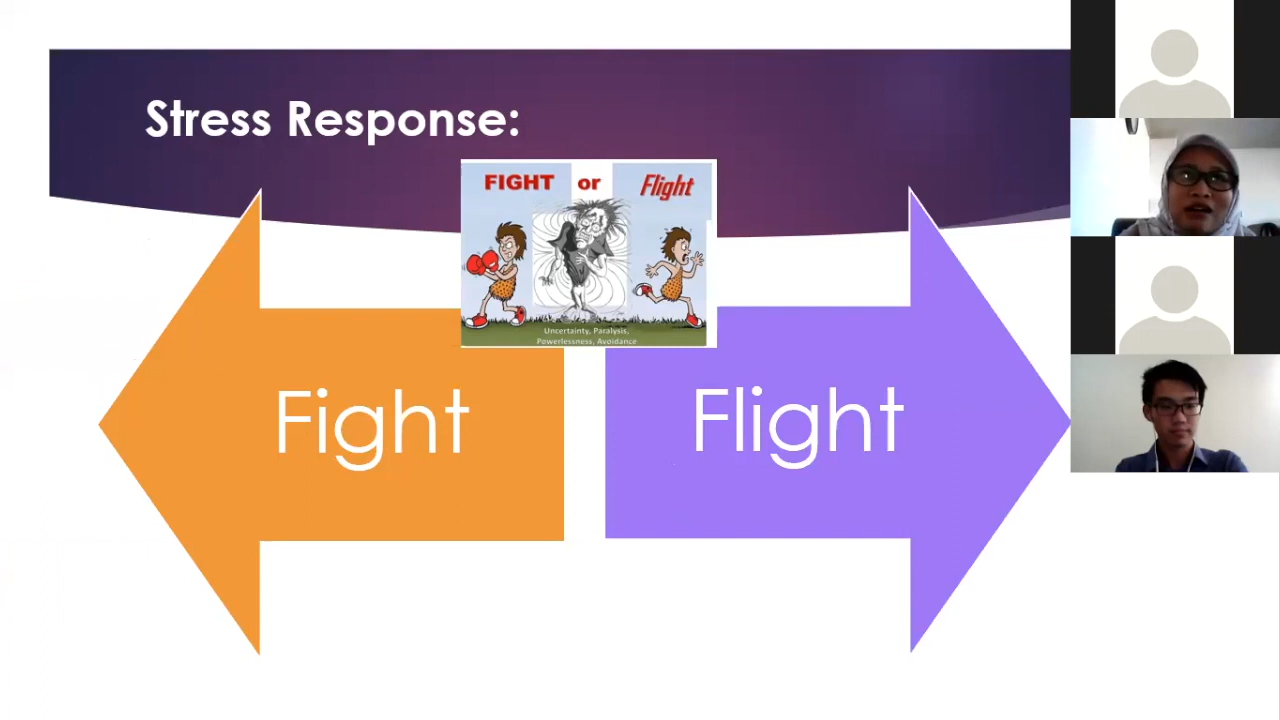 Stress Response:
FIGHT or Flight
Uncertainty, Paralysis,
Powerlessness, Avoidance
Fight
Flight